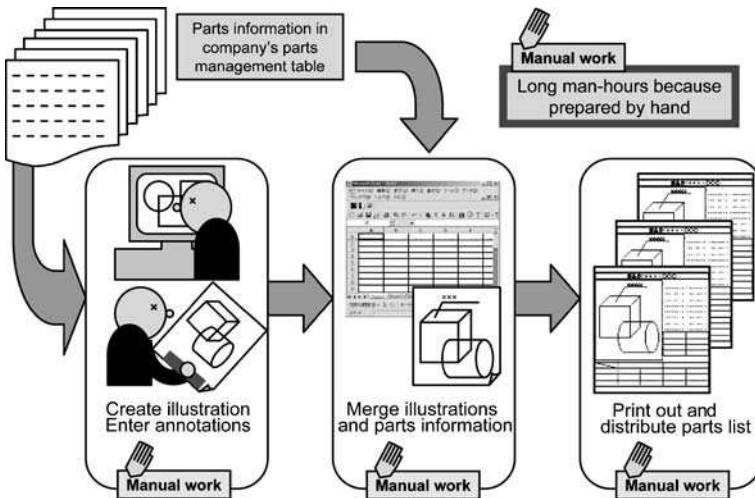 Parts information in
company's parts
management table
Manual work
Long man-hours because
prepared by hand
Create illustration
Enter annotations
Manual work
Merge illustrations
and parts information
Manual work
Print out and
distribute parts list
Manual work